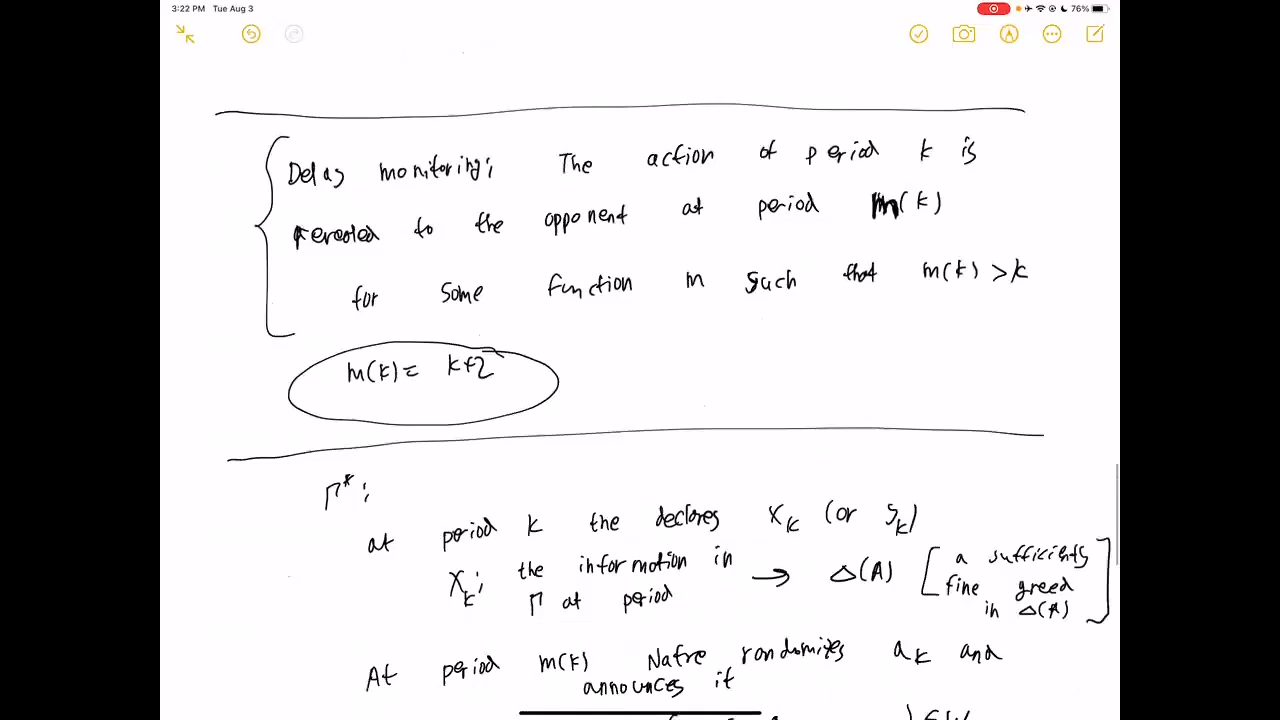 3:22 PM Tue Aug 3
76%
Delay monitoring: The action of period k is
revealed to the opponent at period m(k)
for some function m such that m(k) > k
m(k) = k+2
Γ*:
at period k the declares x_k (or s_k)
x_k: the information in Γ at period → Δ(A) [a sufficiently fine greed in Δ(A)]
At period m(k) Nature randomizes a_k and
announces it